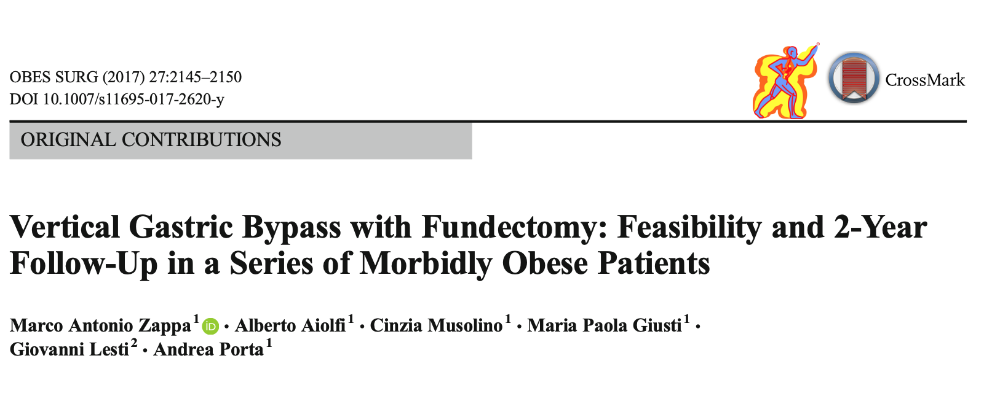 OBES SURG (2017) 27:2145–2150
DOI 10.1007/s11695-017-2620-y
CrossMark
ORIGINAL CONTRIBUTIONS
Vertical Gastric Bypass with Fundectomy: Feasibility and 2-Year
Follow-Up in a Series of Morbidly Obese Patients
Marco Antonio Zappa¹ iD · Alberto Aiolfi¹ · Cinzia Musolino¹ · Maria Paola Giusti¹ ·
Giovanni Lesti² · Andrea Porta¹